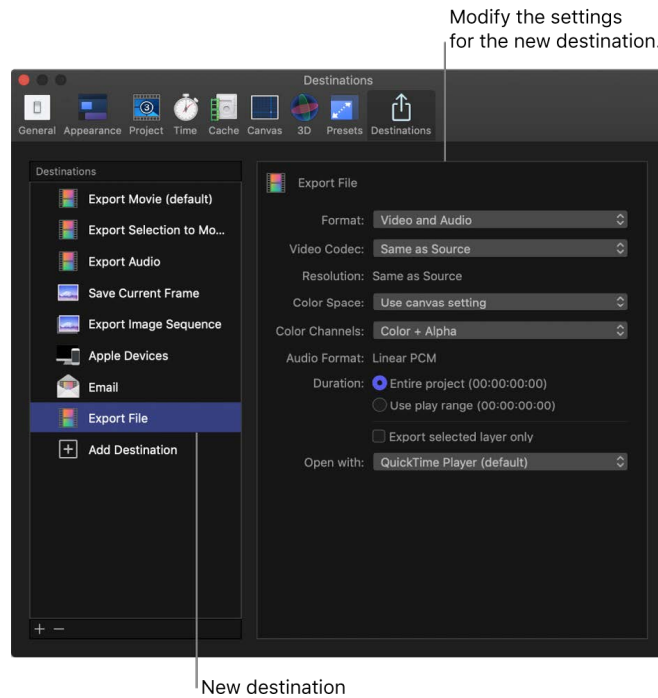 Modify the settings
for the new destination.
Destinations
General Appearance Project Time Cache Canvas 3D Presets Destinations
Destinations
Export Movie (default)
Export Selection to Mo...
Export Audio
Save Current Frame
Export Image Sequence
Apple Devices
Email
Export File
Add Destination
Export File
Format: Video and Audio
Video Codec: Same as Source
Resolution: Same as Source
Color Space: Use canvas setting
Color Channels: Color + Alpha
Audio Format: Linear PCM
Duration: Entire project (00:00:00:00)
Use play range (00:00:00:00)
Export selected layer only
Open with: QuickTime Player (default)
+ −
New destination